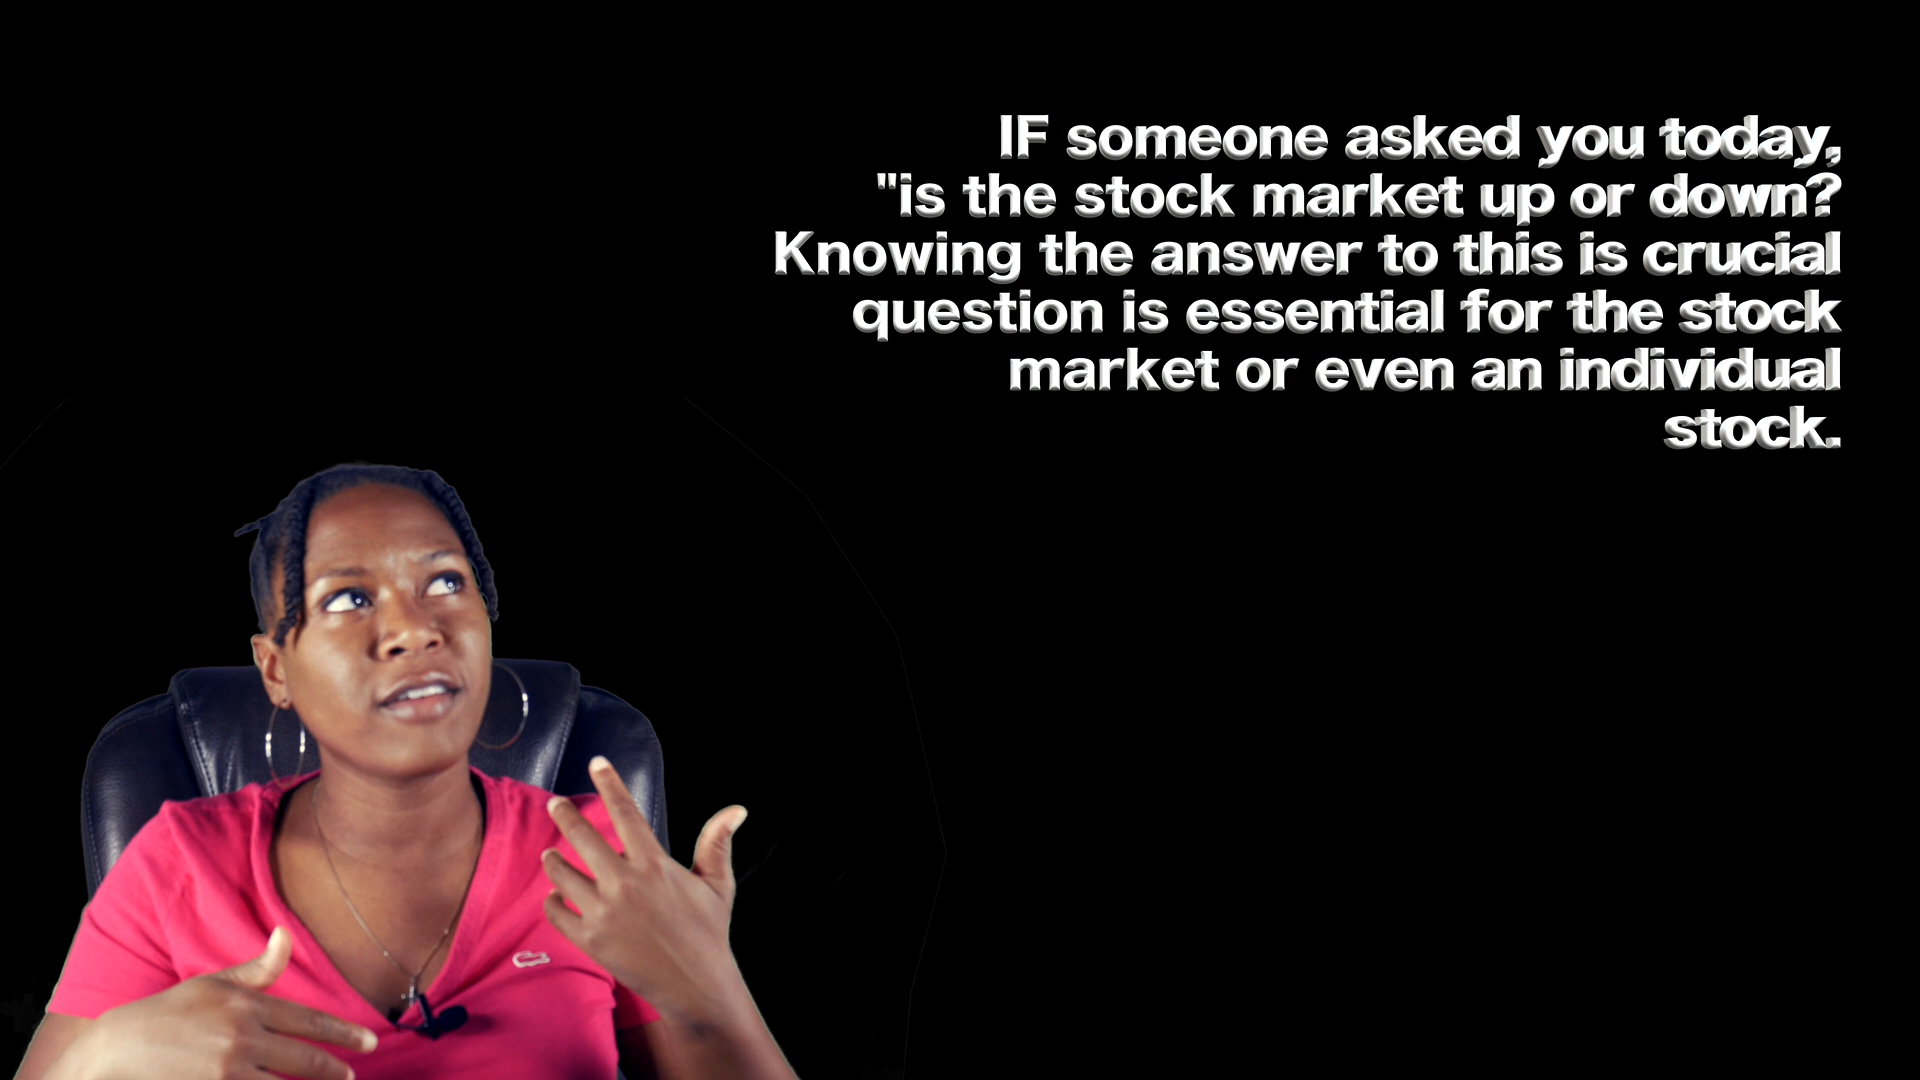 IF someone asked you today,
"is the stock market up or down?
Knowing the answer to this is crucial
question is essential for the stock
market or even an individual
stock.